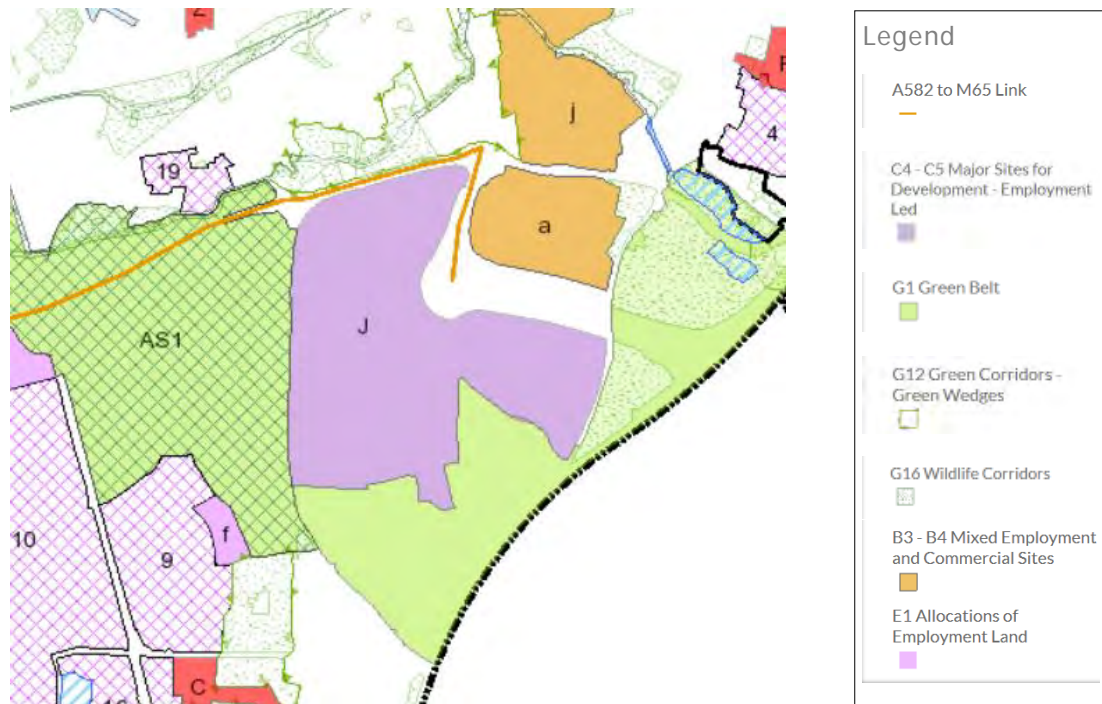 Z
j
19
4
a
AS1
J
10
9
f
C
Legend
A582 to M65 Link
C4 - C5 Major Sites for
Development - Employment
Led
G1 Green Belt
G12 Green Corridors -
Green Wedges
G16 Wildlife Corridors
B3 - B4 Mixed Employment
and Commercial Sites
E1 Allocations of
Employment Land